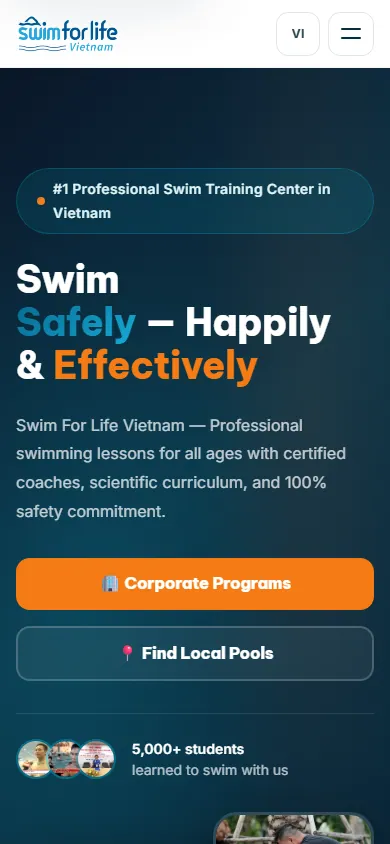 swimforlife
Vietnam
VI
#1 Professional Swim Training Center in
Vietnam
Swim
Safely — Happily
& Effectively
Swim For Life Vietnam — Professional
swimming lessons for all ages with certified
coaches, scientific curriculum, and 100%
safety commitment.
Corporate Programs
Find Local Pools
5,000+ students
learned to swim with us